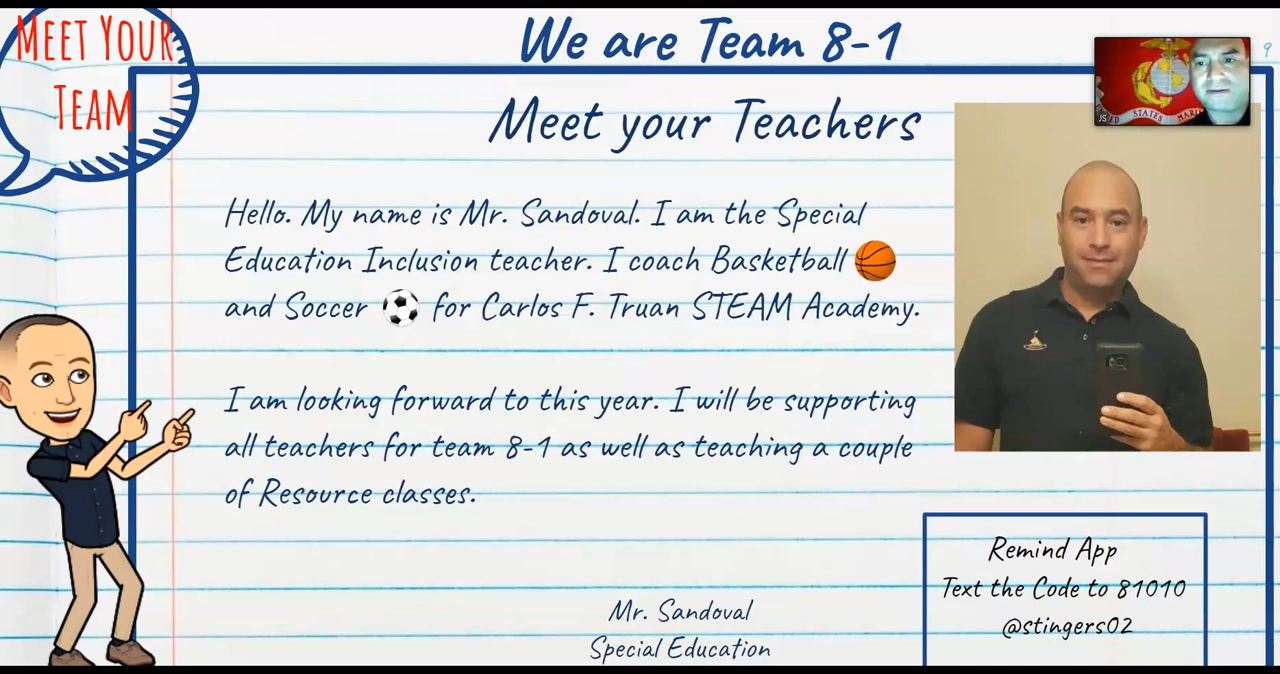 MEET YOUR
TEAM
We are Team 8-1
9
JS
STATES
Meet your Teachers
Hello. My name is Mr. Sandoval. I am the Special
Education Inclusion teacher. I coach Basketball
and Soccer for Carlos F. Truan STEAM Academy.
I am looking forward to this year. I will be supporting
all teachers for team 8-1 as well as teaching a couple
of Resource classes.
Remind App
Text the Code to 81010
@stingers02
Mr. Sandoval
Special Education